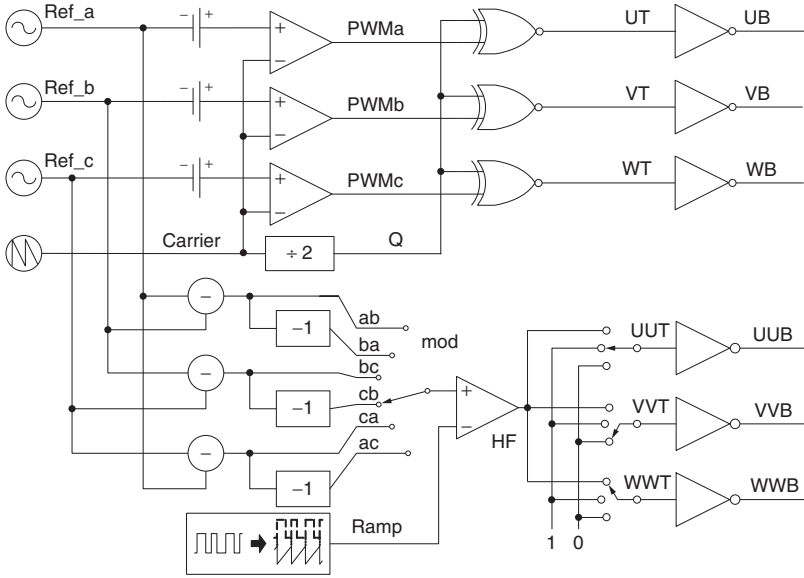 Ref_a
- +
+
−
PWMa
UT
UB
Ref_b
- +
+
−
PWMb
VT
VB
Ref_c
- +
+
−
PWMc
WT
WB
Carrier
÷ 2
Q
−
−1
ab
ba
mod
−
−1
bc
cb
−
−1
ca
ac
+
−
HF
UUT
UUB
VVT
VVB
WWT
WWB
Ramp
1 0